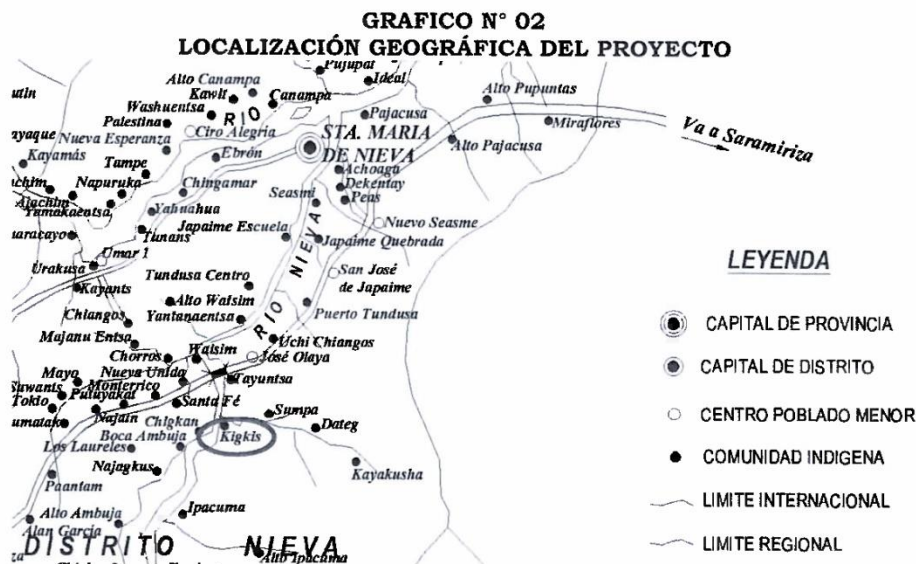 GRAFICO N° 02
LOCALIZACIÓN GEOGRÁFICA DEL PROYECTO
Pujupat
Alto Canampa
Ideal
Kawit
Canampa
Alto Pupuntas
Washuentsa
RIO
Pajacusa
Palestina
Ciro Alegria
STA. MARIA
DE NIEVA
Miraflores
Va a Saramiriza
Nueva Esperanza
Alto Pajacusa
Kayamás
Ebrón
Achoaga
Tampe
Dekentay
Napuruka
Chingamar
Peas
Seasmi
Yamakaentsa
Yahuahua
Nuevo Seasme
Japaime Escuela
Japaime Quebrada
Tunans
RIO NIEVA
Umar 1
Urakusa
San José
de Japaime
Tundusa Centro
Kayants
Alto Waisim
Puerto Tundusa
Chiangos
Yantanaentsa
Majanu Entsa
Uchi Chiangos
Waisim
Chorros
José Olaya
Mayo
Nueva Unida
Tayuntsa
Monterrico
Putuyakat
Santa Fé
Tokio
Najain
Sumpa
Chigkan
Dateg
Boca Ambuja
Kigkis
Los Laureles
Najagkus
Kayakusha
Paantam
Ipacuma
Alto Ambuja
Alan Garcia
DISTRITO NIEVA
Alto Ipacuma
LEYENDA
CAPITAL DE PROVINCIA
CAPITAL DE DISTRITO
CENTRO POBLADO MENOR
COMUNIDAD INDIGENA
LIMITE INTERNACIONAL
LIMITE REGIONAL